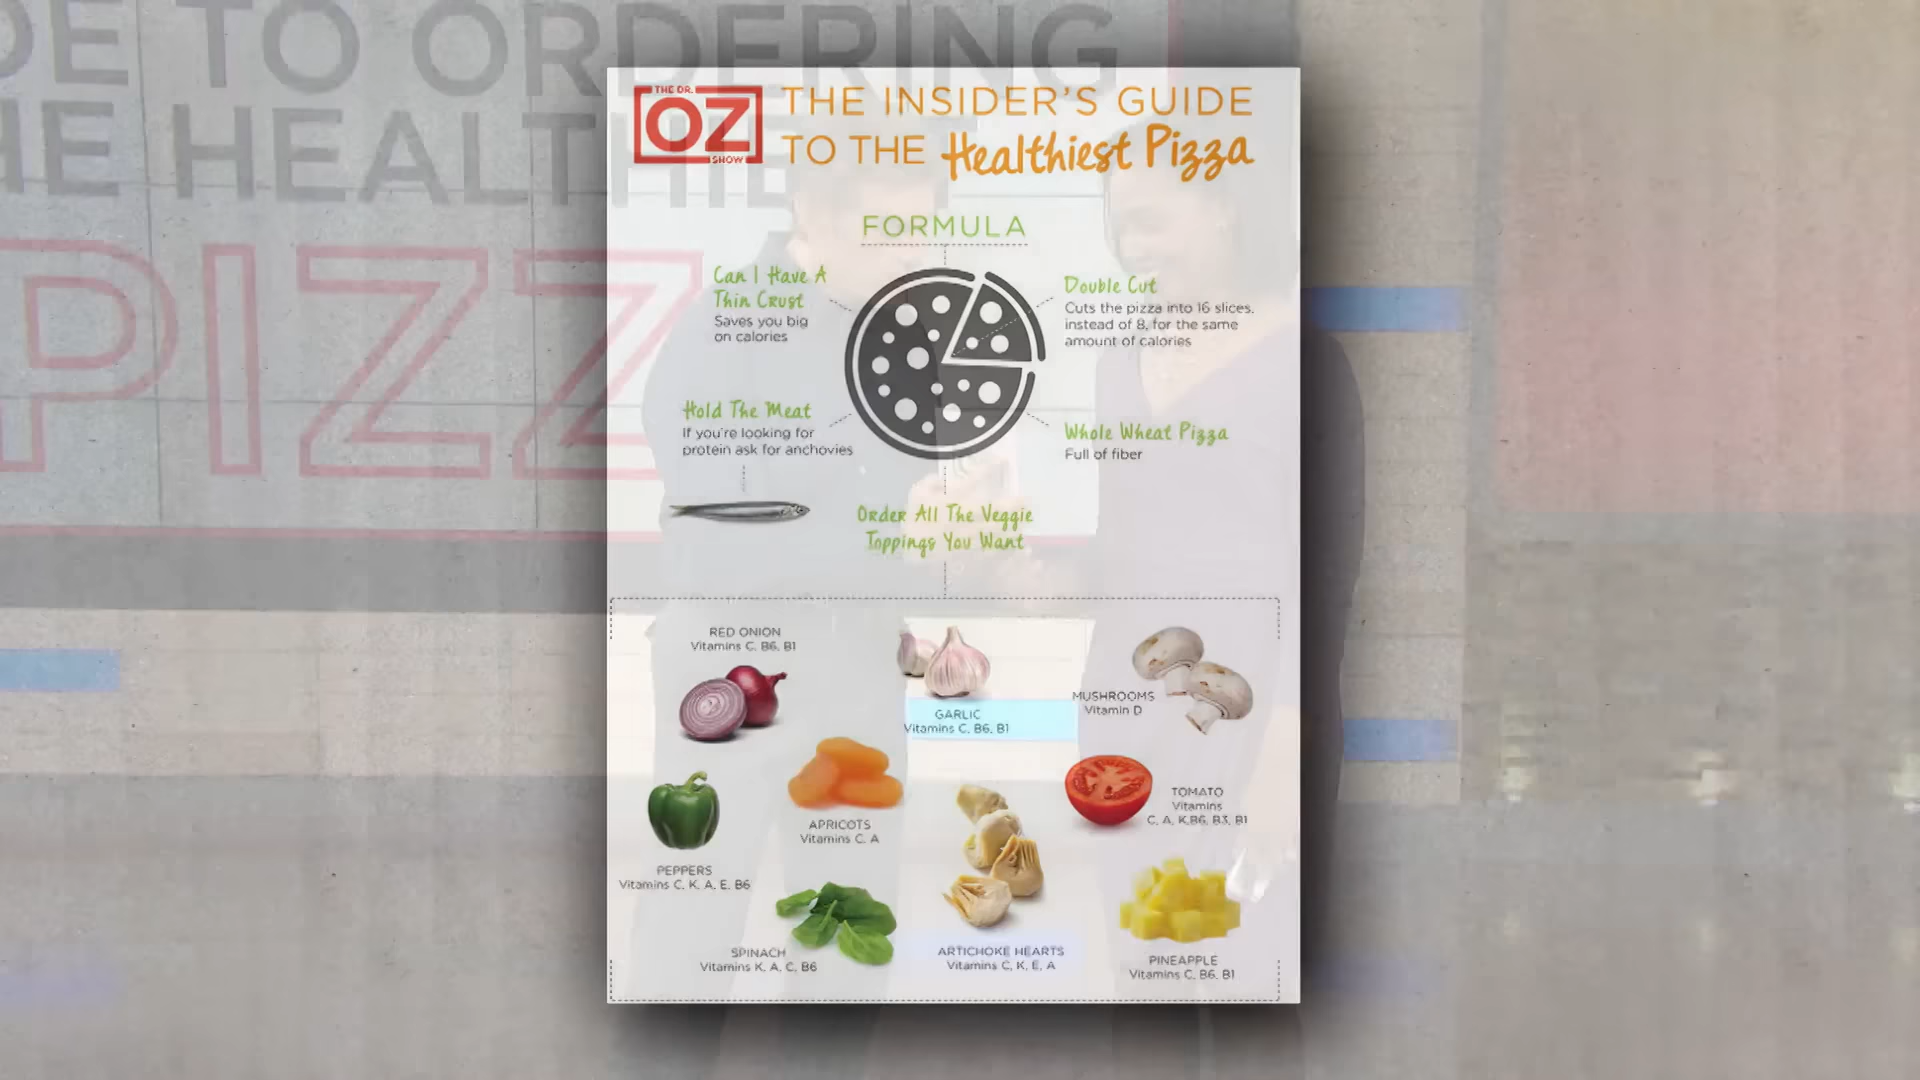 DE TO ORDERING
HE HEALTHIE
PIZZ
THE DR.
OZ
SHOW
THE INSIDER'S GUIDE
TO THE Healthiest Pizza
FORMULA
Can I Have A
Thin Crust
Saves you big
on calories
Double Cut
Cuts the pizza into 16 slices,
instead of 8, for the same
amount of calories
Hold The Meat
If you're looking for
protein ask for anchovies
Whole Wheat Pizza
Full of fiber
Order All The Veggie
Toppings You Want
RED ONION
Vitamins C, B6, B1
GARLIC
Vitamins C, B6, B1
MUSHROOMS
Vitamin D
APRICOTS
Vitamins C, A
TOMATO
Vitamins
C, A, K,B6, B3, B1
PEPPERS
Vitamins C, K, A, E, B6
SPINACH
Vitamins K, A, C, B6
ARTICHOKE HEARTS
Vitamins C, K, E, A
PINEAPPLE
Vitamins C, B6, B1